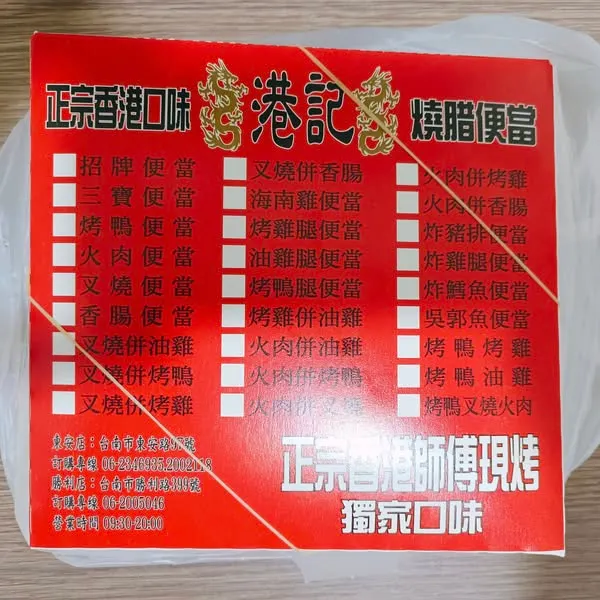 正宗香港口味
港記
燒腊便當
招牌便當
三寶便當
烤鴨便當
火肉便當
叉燒便當
香腸便當
叉燒併油雞
叉燒併烤鴨
叉燒併烤雞
叉燒併香腸
海南雞便當
烤雞腿便當
油雞腿便當
烤鴨腿便當
烤雞併油雞
火肉併油雞
火肉併烤鴨
火肉併叉燒
火肉併烤雞
火肉併香腸
炸豬排便當
炸雞腿便當
炸鱈魚便當
吳郭魚便當
烤鴨烤雞
烤鴨油雞
烤鴨叉燒火肉
東安店：台南市東安路97號
訂購專線 06-2346935,2002118
勝利店：台南市勝利路399號
訂購專線 06-2005046
營業時間 09:30-20:00
正宗香港師傅現烤
獨家口味